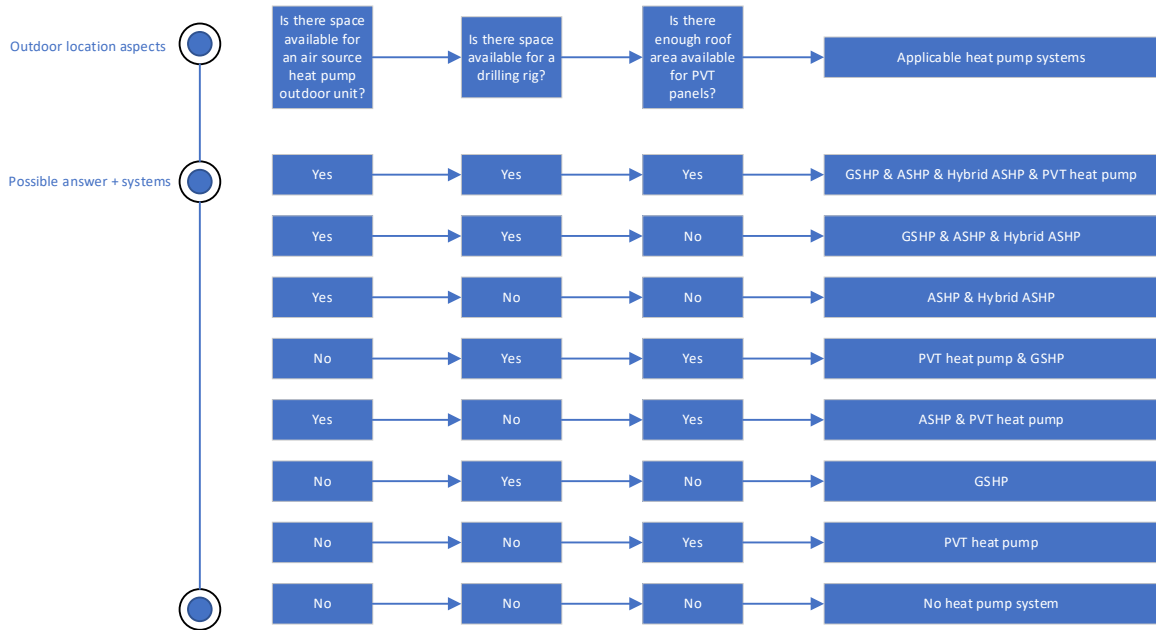 Outdoor location aspects
Is there space
available for
an air source
heat pump
outdoor unit?
Is there space
available for a
drilling rig?
Is there
enough roof
area available
for PVT
panels?
Applicable heat pump systems
Possible answer + systems
Yes
Yes
Yes
GSHP & ASHP & Hybrid ASHP & PVT heat pump
Yes
Yes
No
GSHP & ASHP & Hybrid ASHP
Yes
No
No
ASHP & Hybrid ASHP
No
Yes
Yes
PVT heat pump & GSHP
Yes
No
Yes
ASHP & PVT heat pump
No
Yes
No
GSHP
No
No
Yes
PVT heat pump
No
No
No
No heat pump system